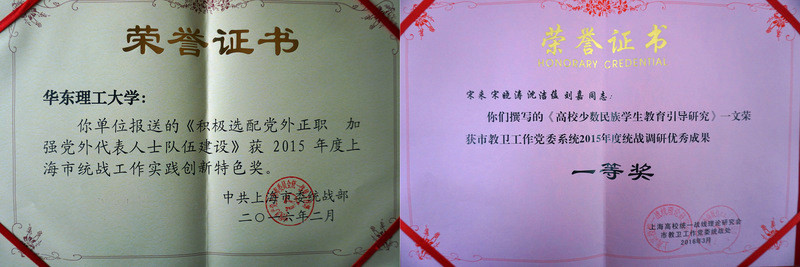 荣誉证书
华东理工大学：
你单位报送的《积极选配党外正职 加
强党外代表人士队伍建设》获 2015 年度上
海市统战工作实践创新特色奖。
中共上海市委统战部
二〇一六年二月
荣誉证书
HONORARY CREDENTIAL
宋来 宋晓涛 沈洁蕴 刘嘉 同志：
你们撰写的《高校少数民族学生教育引导研究》一文荣
获市教卫工作党委系统2015年度统战调研优秀成果
一等奖
上海高校统一战线理论研究会
市教卫工作党委统战处
2016年3月